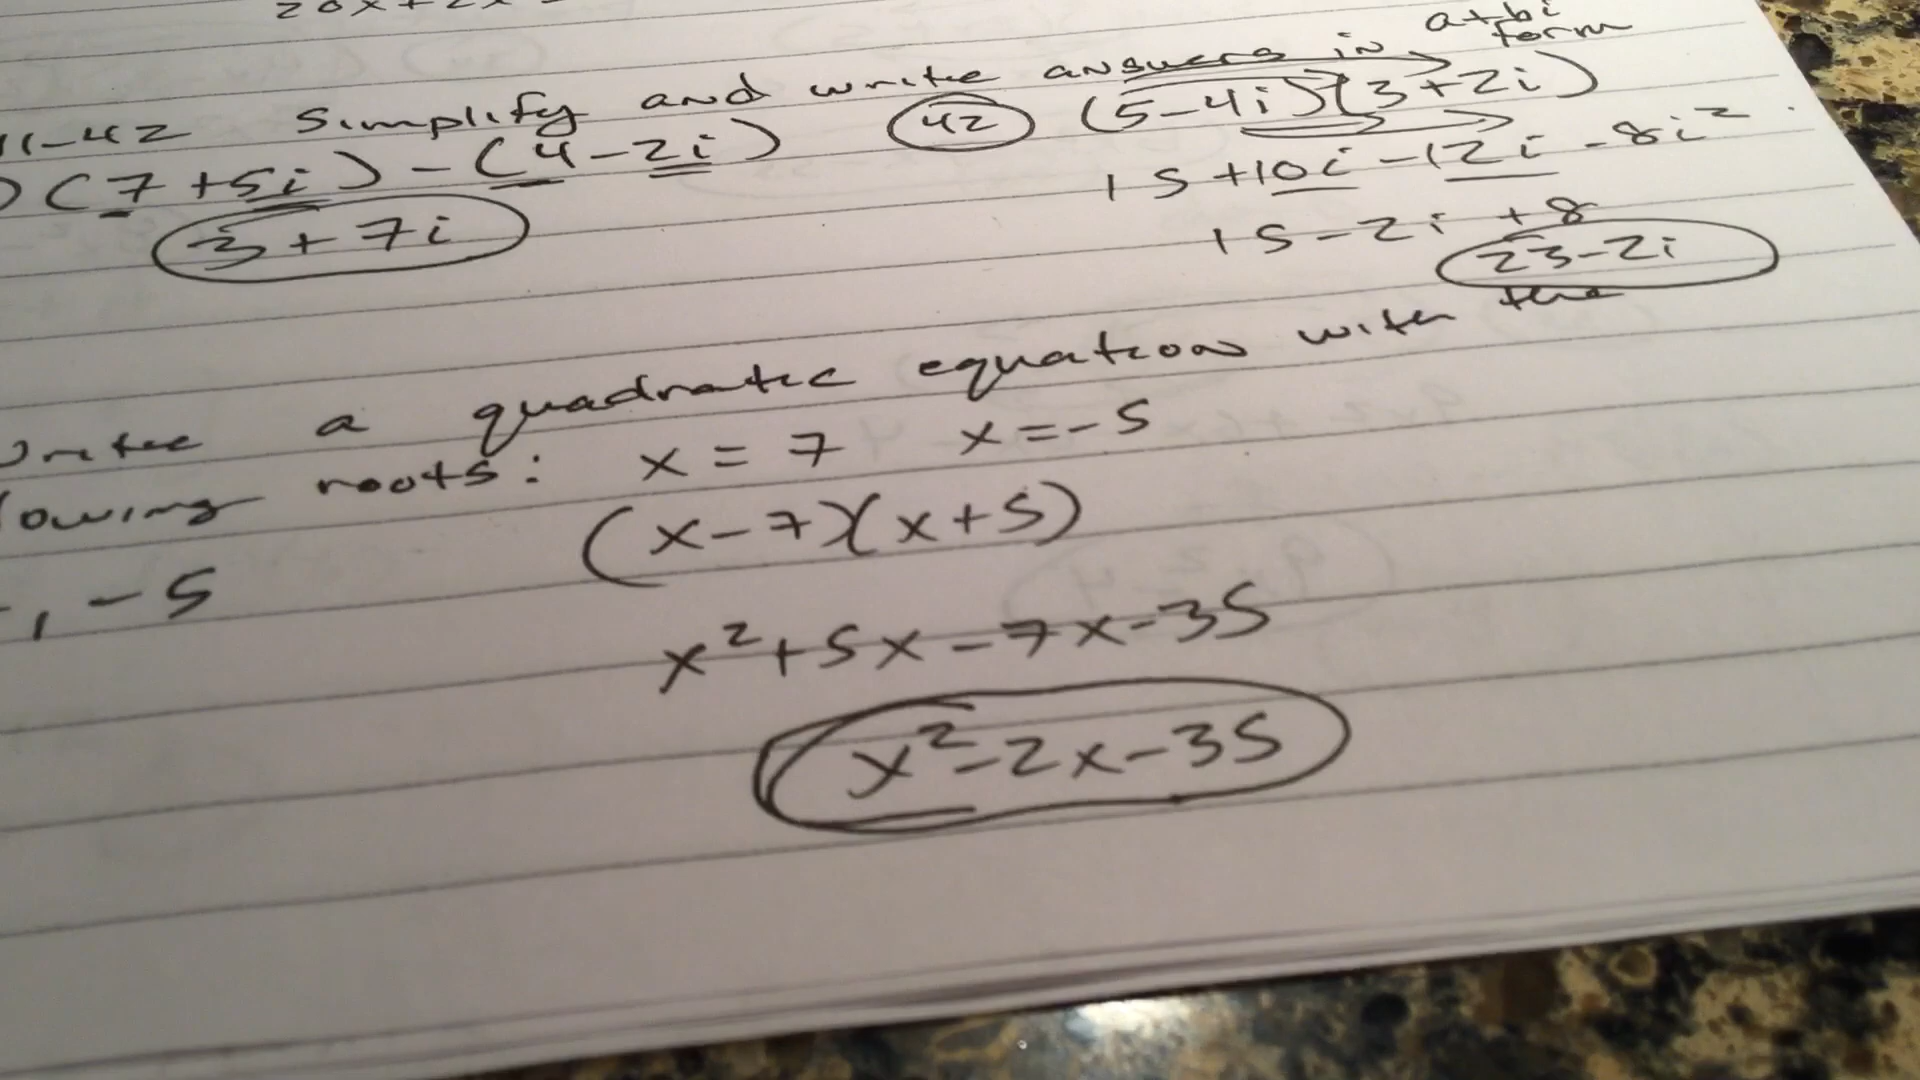 20x+2x
11-42 Simplify and write answers in a+bi form
(7+5i)-(4-2i)
3+7i
42 (5-4i)(3+2i)
15+10i-12i-8i²
15-2i+8
23-2i
a quadratic equation with the
roots: x=7 x=-5
, -5
(x-7)(x+5)
x²+5x-7x-35
x²-2x-35